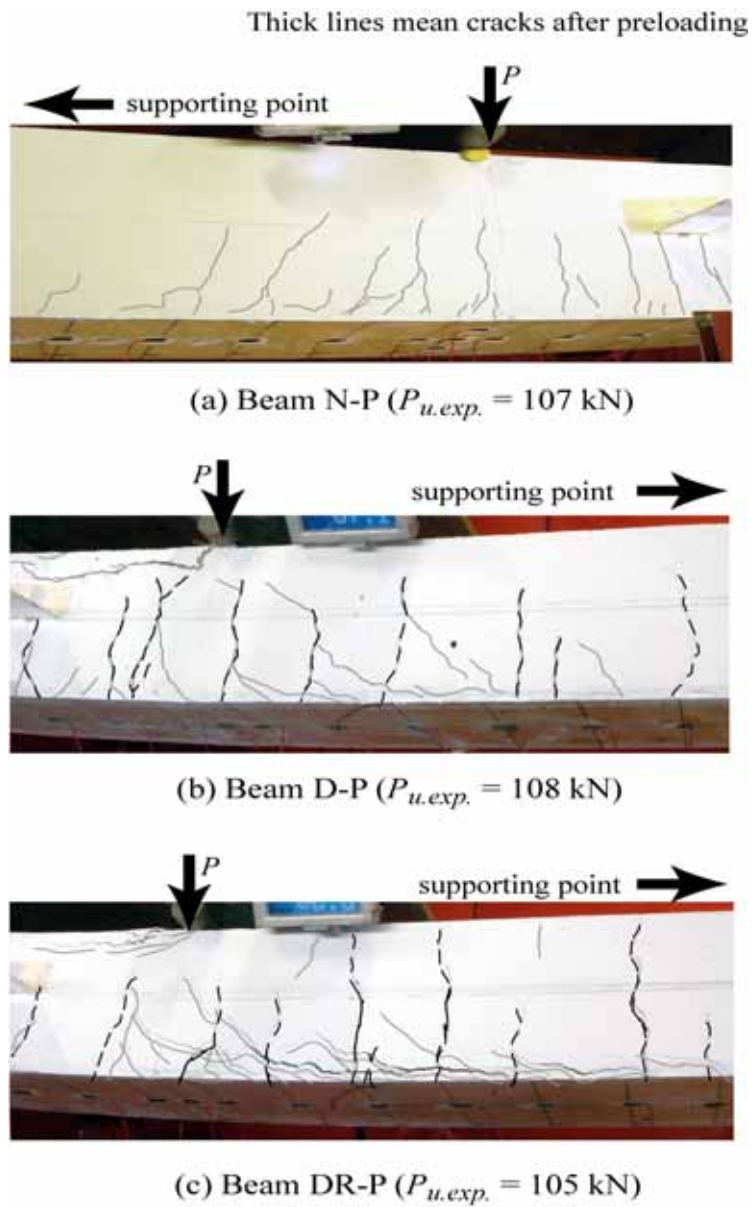 Thick lines mean cracks after preloading
P
supporting point
(a) Beam N-P (Pu.exp. = 107 kN)
P
supporting point
(b) Beam D-P (Pu.exp. = 108 kN)
P
supporting point
(c) Beam DR-P (Pu.exp. = 105 kN)